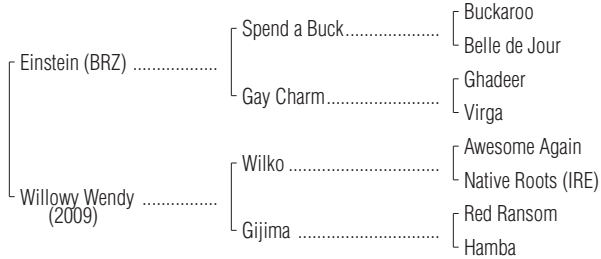 Buckaroo
Spend a Buck
Belle de Jour
Einstein (BRZ)
Ghadeer
Gay Charm
Virga
Awesome Again
Wilko
Native Roots (IRE)
Willowy Wendy
(2009)
Red Ransom
Gijima
Hamba